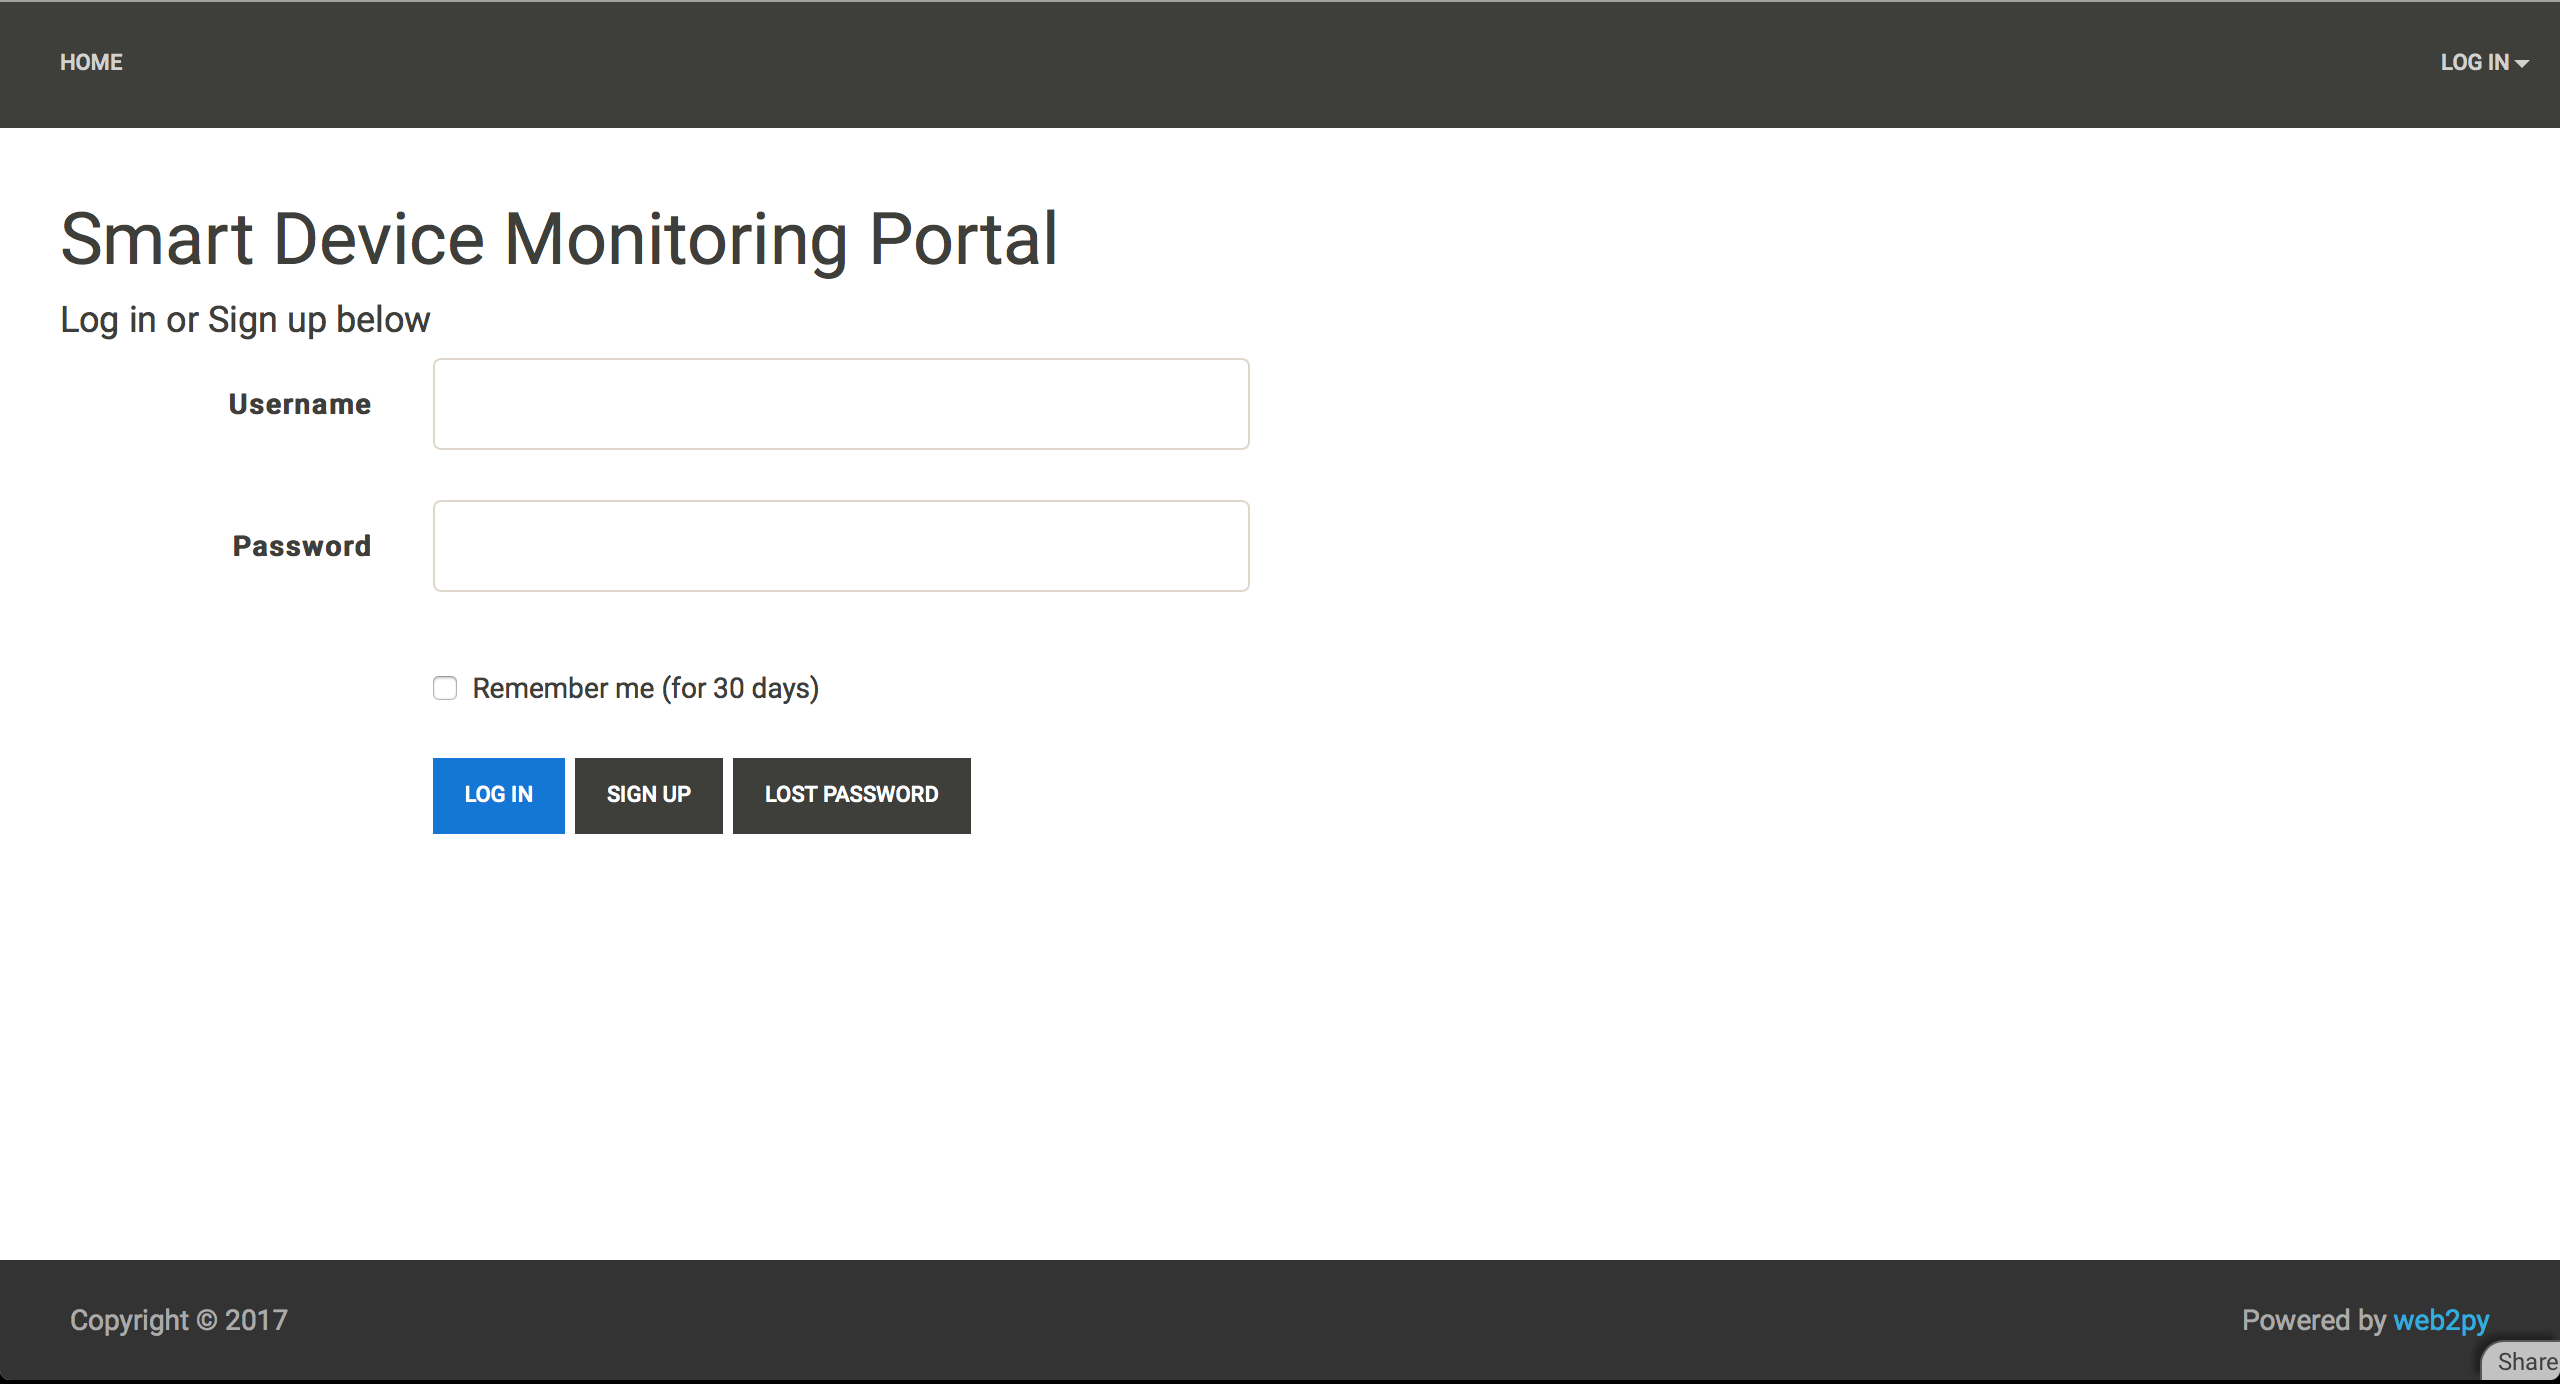 HOME
LOG IN
Smart Device Monitoring Portal
Log in or Sign up below
Username
Password
Remember me (for 30 days)
LOG IN SIGN UP LOST PASSWORD
Copyright © 2017
Powered by web2py
Share